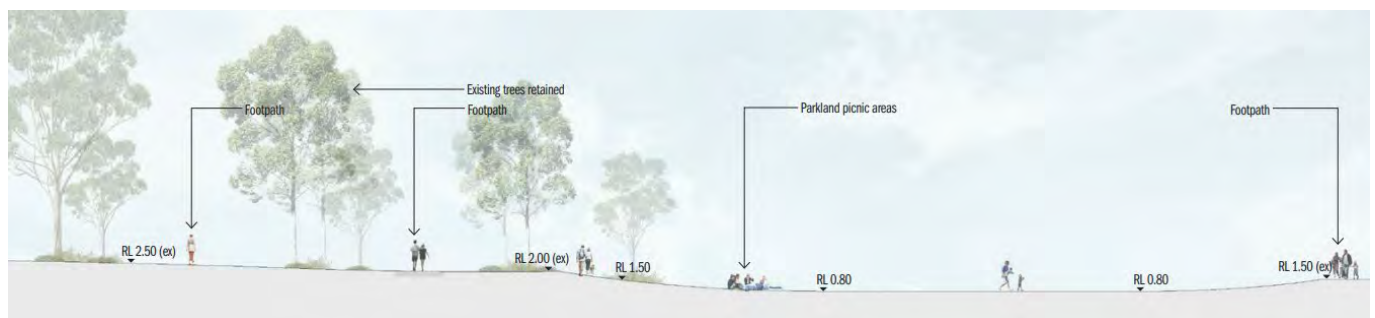 Existing trees retained
Footpath
Footpath
Parkland picnic areas
Footpath
RL 2.50 (ex)
RL 2.00 (ex)
RL 1.50
RL 0.80
RL 0.80
RL 1.50 (ex)